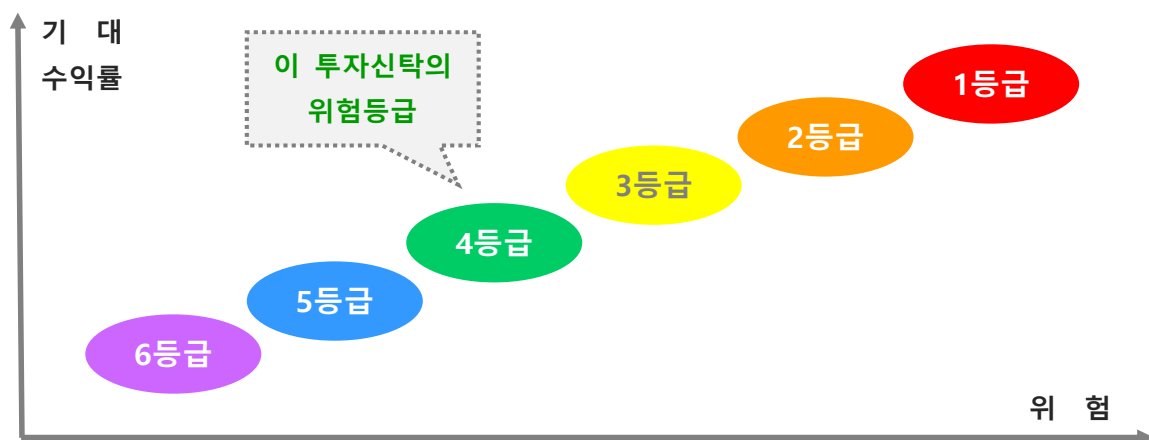 기 대
수익률
이 투자신탁의
위험등급
1등급
2등급
3등급
4등급
5등급
6등급
위 험